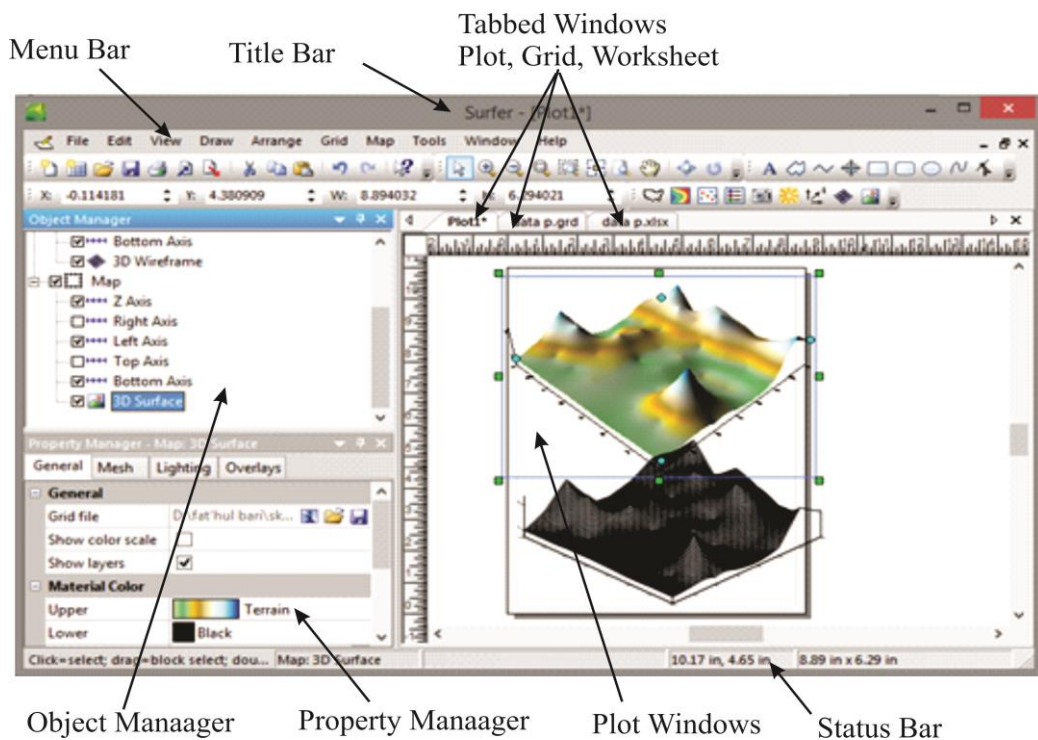 Tabbed Windows
Plot, Grid, Worksheet
Menu Bar
Title Bar
Surfer - [Plot1*]
File Edit View Draw Arrange Grid Map Tools Window Help
X: -0.114181 Y: 4.380909 W: 8.894032
Object Manager
Plot1* data p.grd data p.xlsx
Bottom Axis
3D Wireframe
Map
Z Axis
Right Axis
Left Axis
Top Axis
Bottom Axis
3D Surface
Property Manager - Map: 3D Surface
General Mesh Lighting Overlays
General
Grid file D:\fat'hul bari\sk...
Show color scale
Show layers
Material Color
Upper Terrain
Lower Black
Click=select; drag=block select; dou... Map: 3D Surface 10.17 in, 4.65 in 8.89 in x 6.29 in
Object Manaager
Property Manaager
Plot Windows
Status Bar